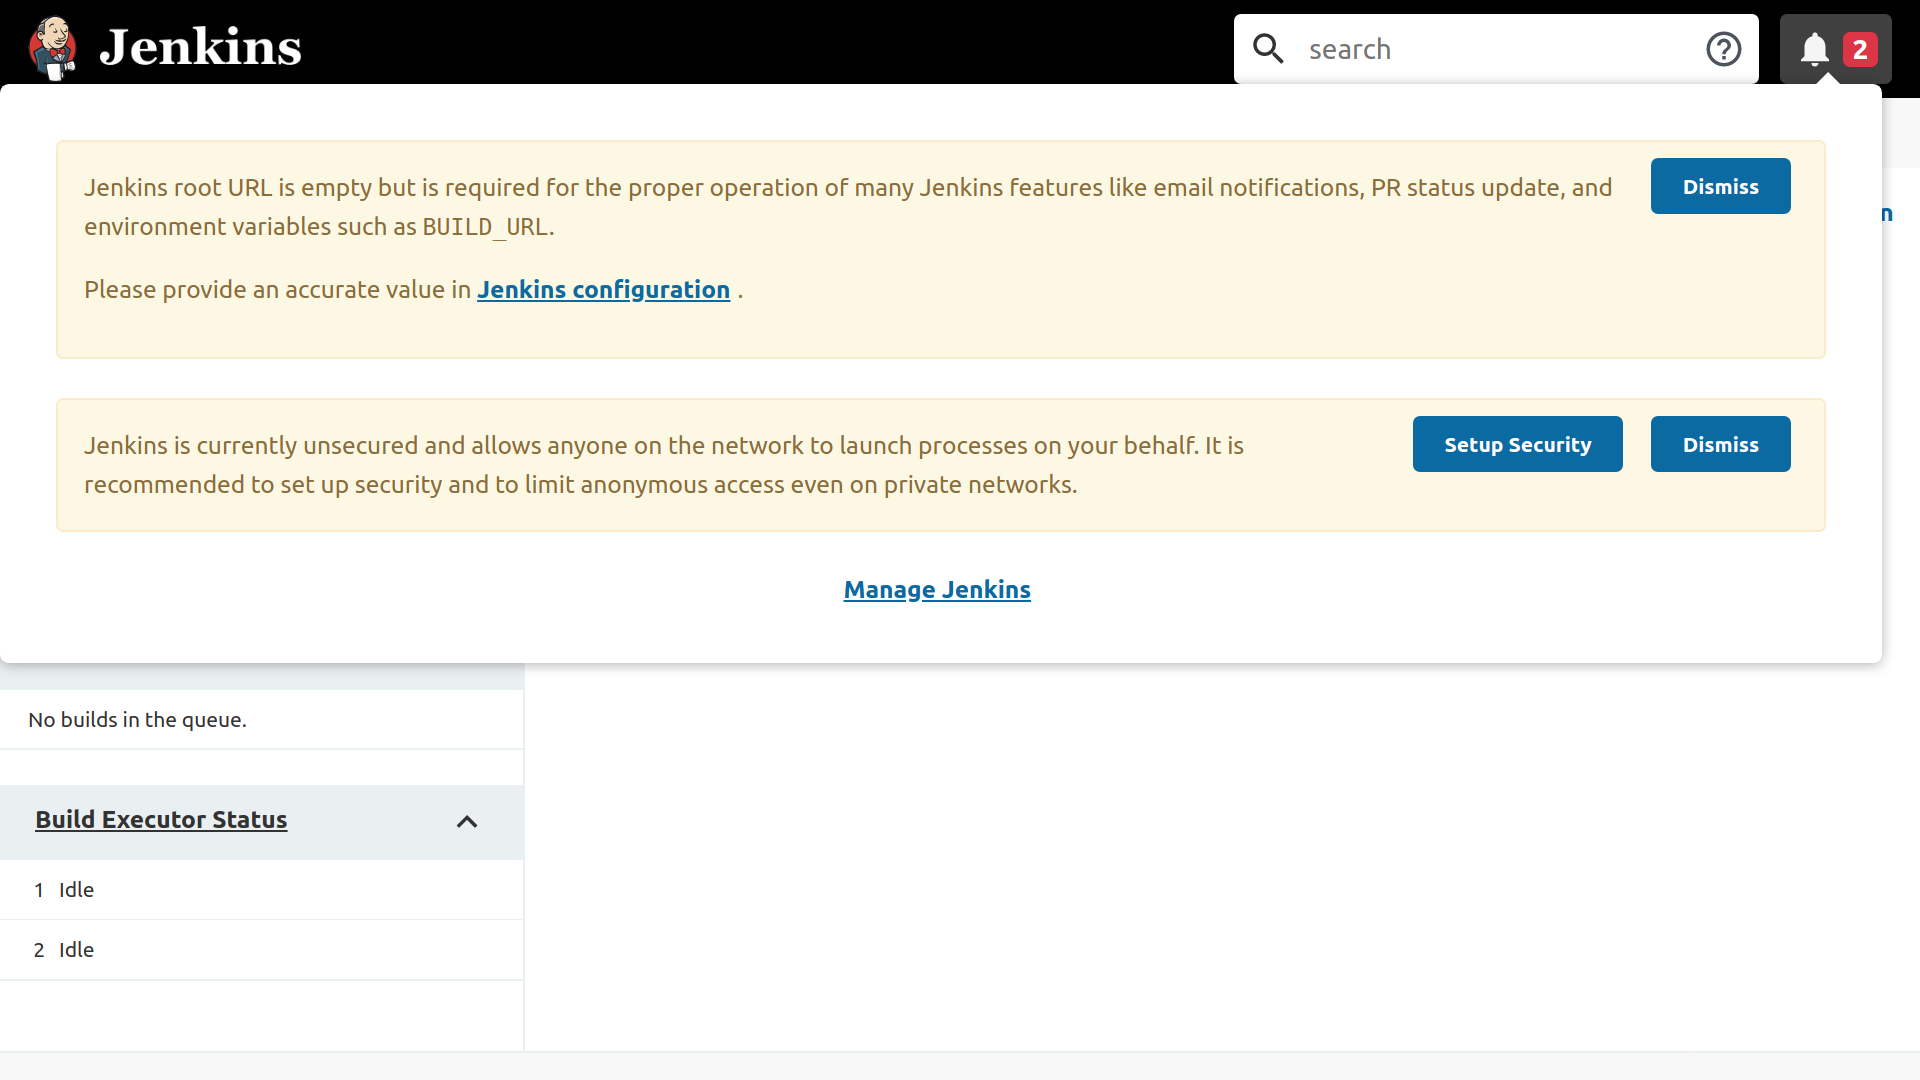 Jenkins
search
2
Jenkins root URL is empty but is required for the proper operation of many Jenkins features like email notifications, PR status update, and
environment variables such as BUILD_URL.
Dismiss
Please provide an accurate value in Jenkins configuration .
Jenkins is currently unsecured and allows anyone on the network to launch processes on your behalf. It is
recommended to set up security and to limit anonymous access even on private networks.
Setup Security
Dismiss
Manage Jenkins
No builds in the queue.
Build Executor Status
1 Idle
2 Idle